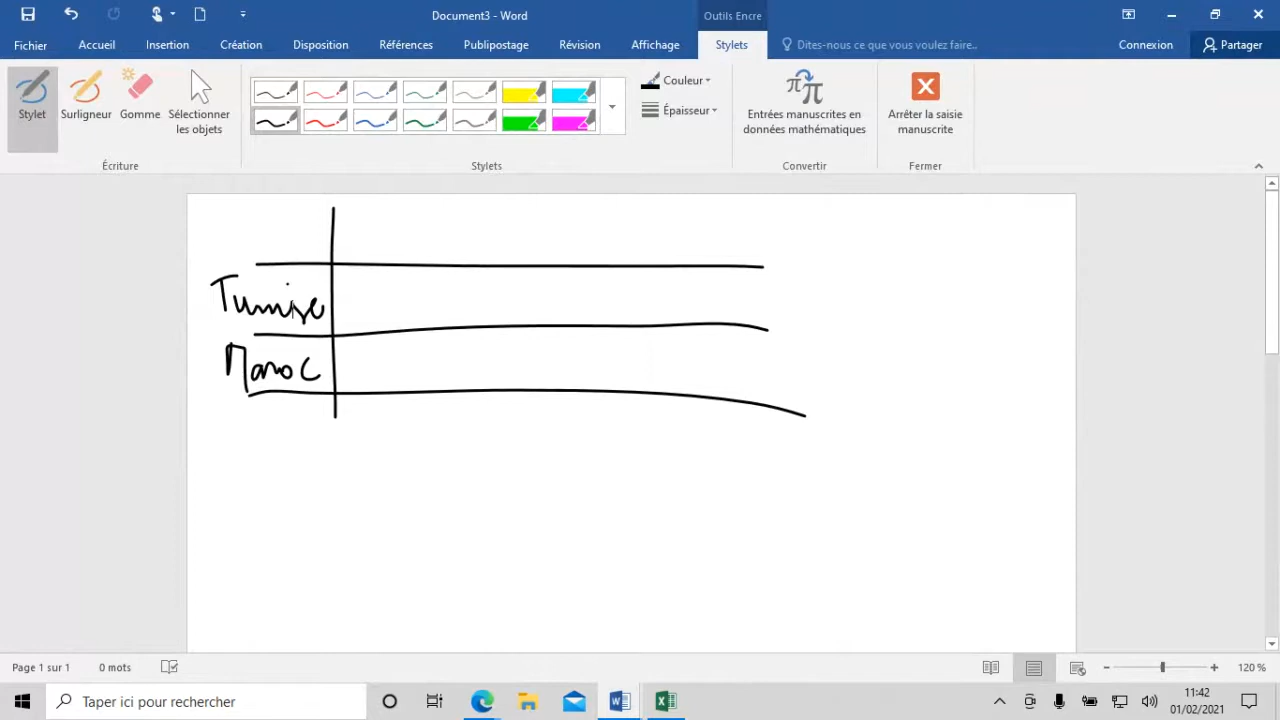 Document3 - Word
Outils Encre
Fichier
Accueil
Insertion
Création
Disposition
Références
Publipostage
Révision
Affichage
Stylets
Dites-nous ce que vous voulez faire...
Connexion
Partager
Stylet
Surligneur
Gomme
Sélectionner les objets
Couleur
Épaisseur
Entrées manuscrites en données mathématiques
Arrêter la saisie manuscrite
Écriture
Stylets
Convertir
Fermer
Tunisie
Maroc
Page 1 sur 1
0 mots
120 %
Taper ici pour rechercher
11:42
01/02/2021